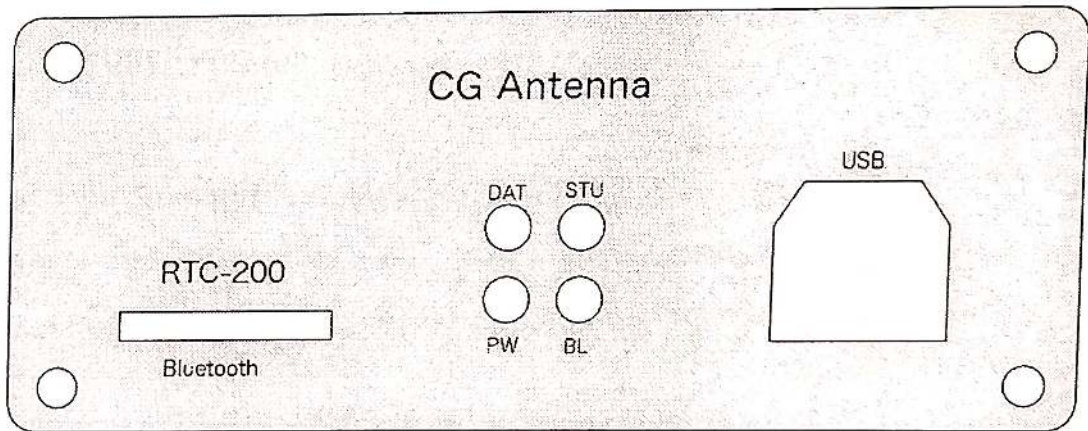 CG Antenna
USB
DAT STU
RTC-200
PW BL
Bluetooth